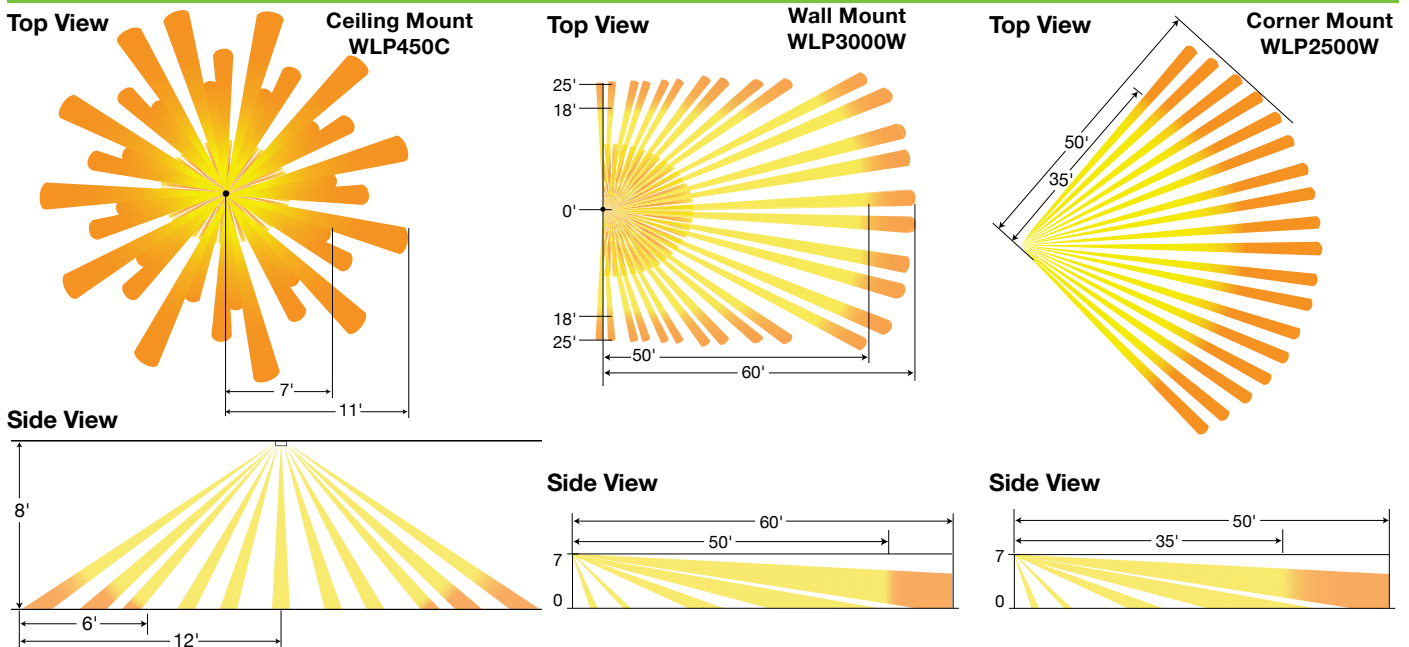 Top View
Ceiling Mount
WLP450C
7'
11'
Side View
8'
6'
12'
Top View
Wall Mount
WLP3000W
25'
18'
0'
18'
25'
50'
60'
Side View
60'
50'
7
0
Top View
Corner Mount
WLP2500W
50'
35'
Side View
50'
35'
7
0